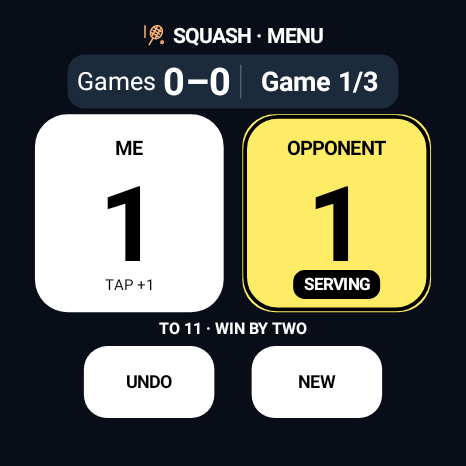 SQUASH · MENU
Games 0–0 Game 1/3
ME
1
TAP +1
OPPONENT
1
SERVING
TO 11 · WIN BY TWO
UNDO
NEW